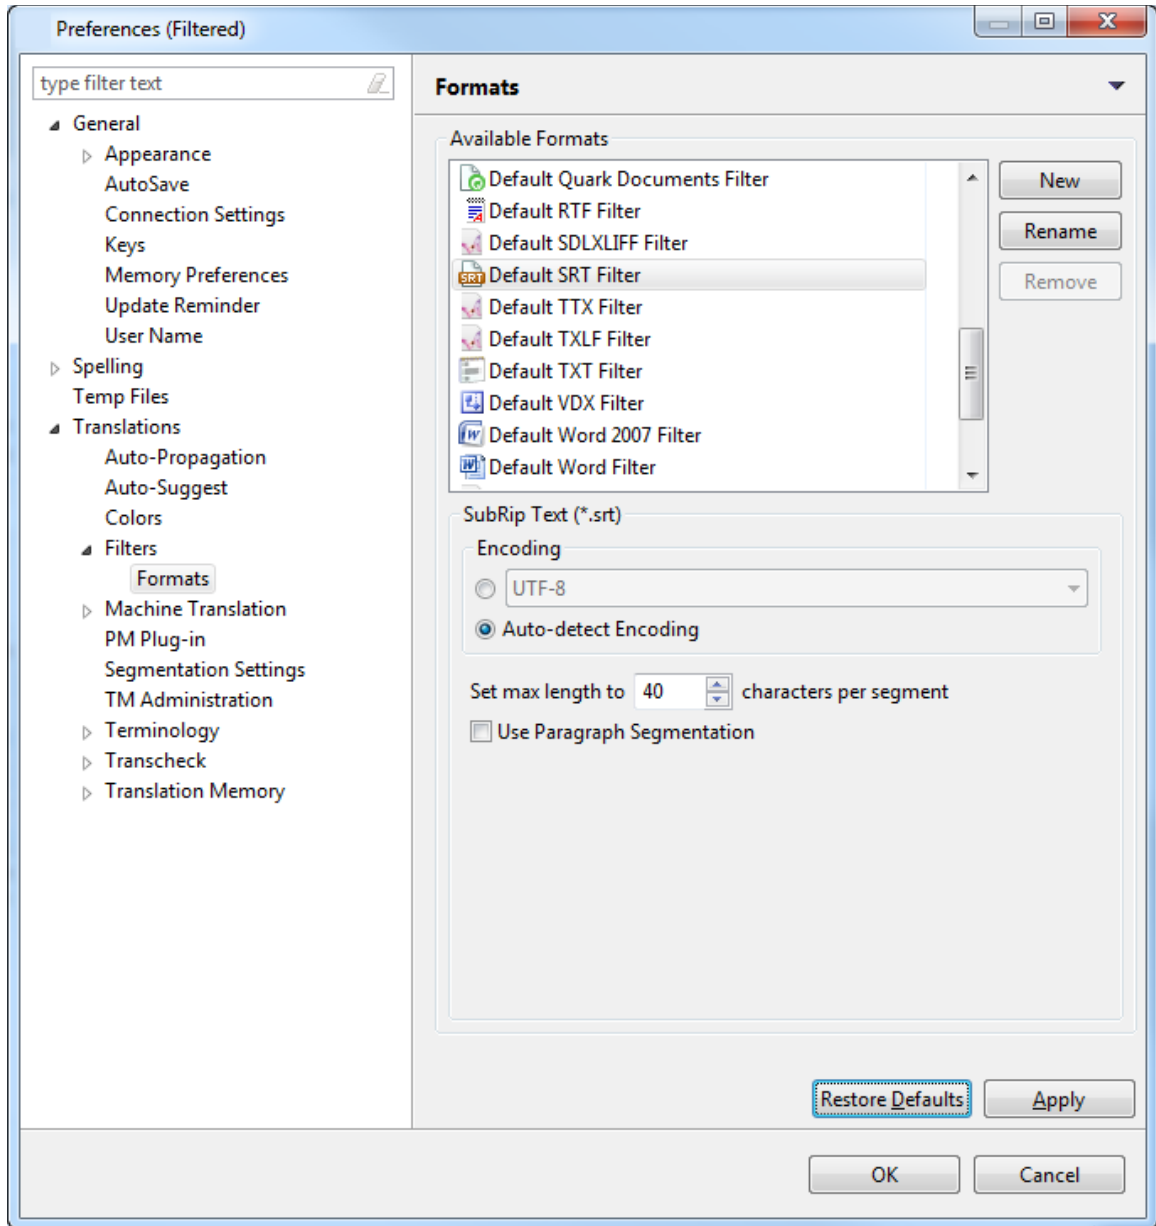 Preferences (Filtered)
type filter text
General
Appearance
AutoSave
Connection Settings
Keys
Memory Preferences
Update Reminder
User Name
Spelling
Temp Files
Translations
Auto-Propagation
Auto-Suggest
Colors
Filters
Formats
Machine Translation
PM Plug-in
Segmentation Settings
TM Administration
Terminology
Transcheck
Translation Memory
Formats
Available Formats
Default Quark Documents Filter
Default RTF Filter
Default SDLXLIFF Filter
SRT Default SRT Filter
Default TTX Filter
Default TXLF Filter
Default TXT Filter
Default VDX Filter
Default Word 2007 Filter
Default Word Filter
New
Rename
Remove
SubRip Text (*.srt)
Encoding
UTF-8
Auto-detect Encoding
Set max length to 40 characters per segment
Use Paragraph Segmentation
Restore Defaults
Apply
OK
Cancel